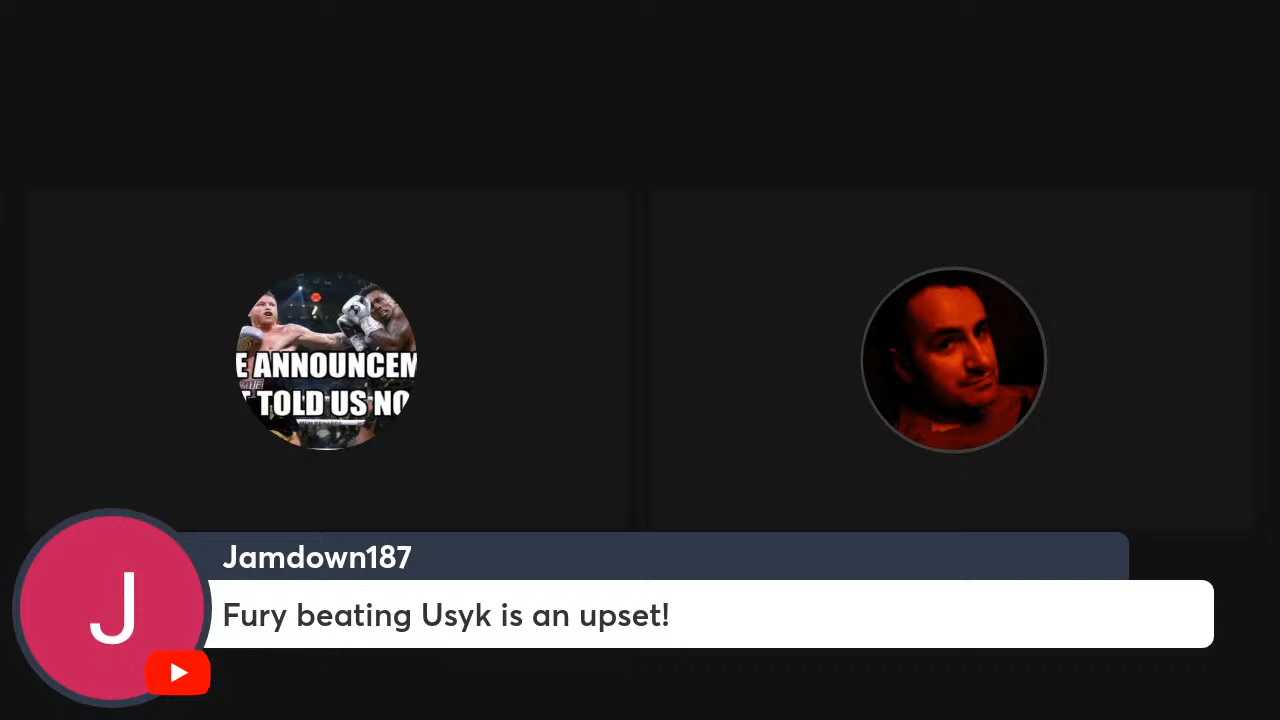 E ANNOUNCEM
TOLD US NO
J
Jamdown187
Fury beating Usyk is an upset!